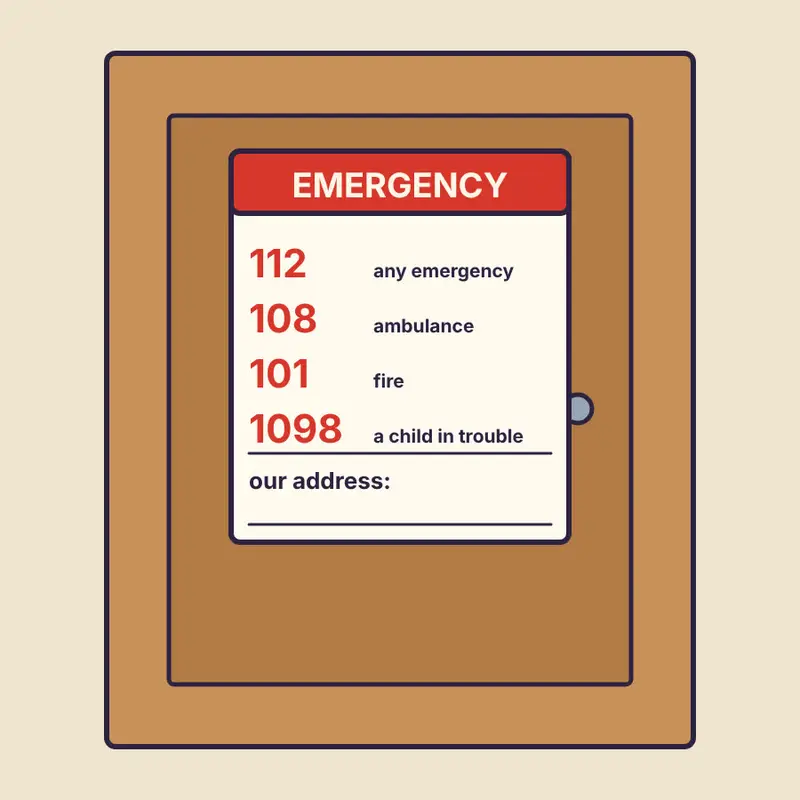 EMERGENCY
112 any emergency
108 ambulance
101 fire
1098 a child in trouble
our address: